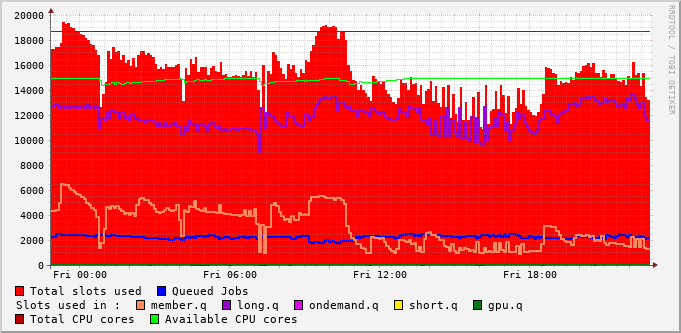 20000
18000
16000
14000
12000
10000
8000
6000
4000
2000
0
Fri 00:00 Fri 06:00 Fri 12:00 Fri 18:00
Total slots used Queued Jobs
Slots used in : member.q long.q ondemand.q short.q gpu.q
Total CPU cores Available CPU cores
RRDTOOL / TOBI OETIKER